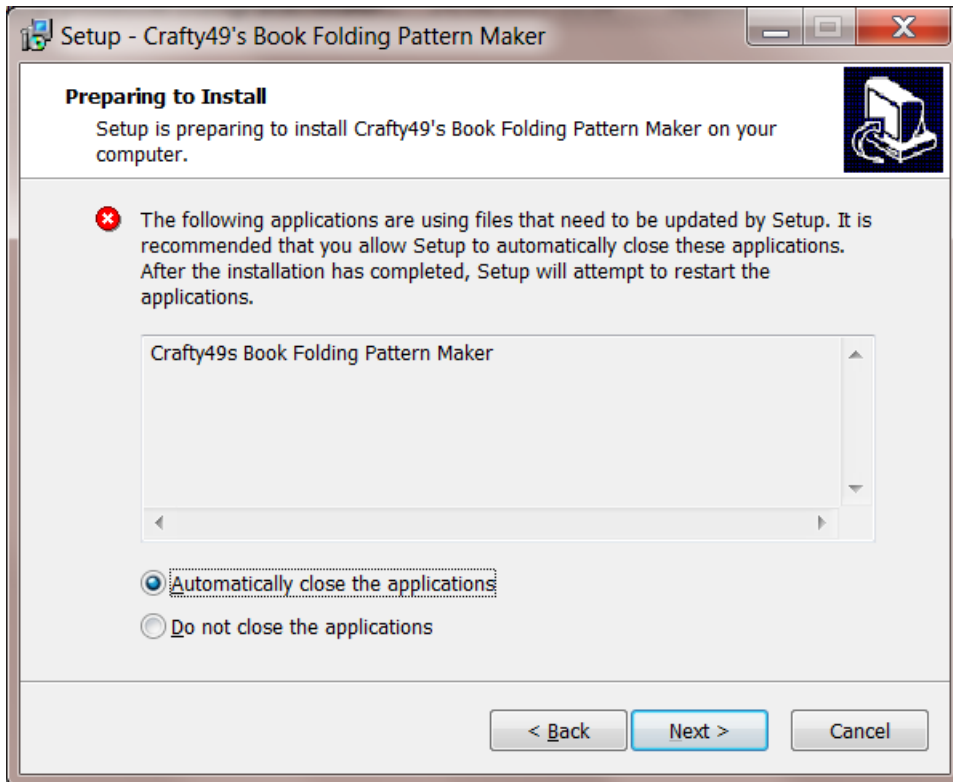 Setup - Crafty49's Book Folding Pattern Maker
Preparing to Install
Setup is preparing to install Crafty49's Book Folding Pattern Maker on your
computer.
The following applications are using files that need to be updated by Setup. It is
recommended that you allow Setup to automatically close these applications.
After the installation has completed, Setup will attempt to restart the
applications.
Crafty49s Book Folding Pattern Maker
Automatically close the applications
Do not close the applications
< Back Next > Cancel